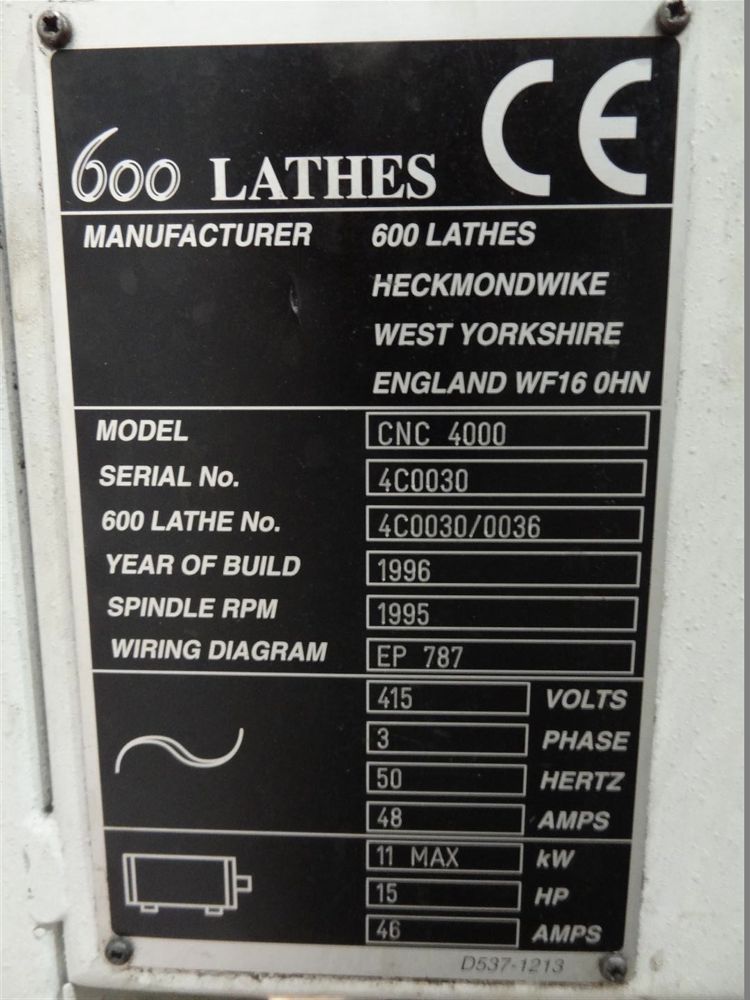 CE
600 LATHES
MANUFACTURER 600 LATHES
HECKMONDWIKE
WEST YORKSHIRE
ENGLAND WF16 0HN
MODEL CNC 4000
SERIAL No. 4C0030
600 LATHE No. 4C0030/0036
YEAR OF BUILD 1996
SPINDLE RPM 1995
WIRING DIAGRAM EP 787
415 VOLTS
3 PHASE
50 HERTZ
48 AMPS
11 MAX kW
15 HP
46 AMPS
D537-1213